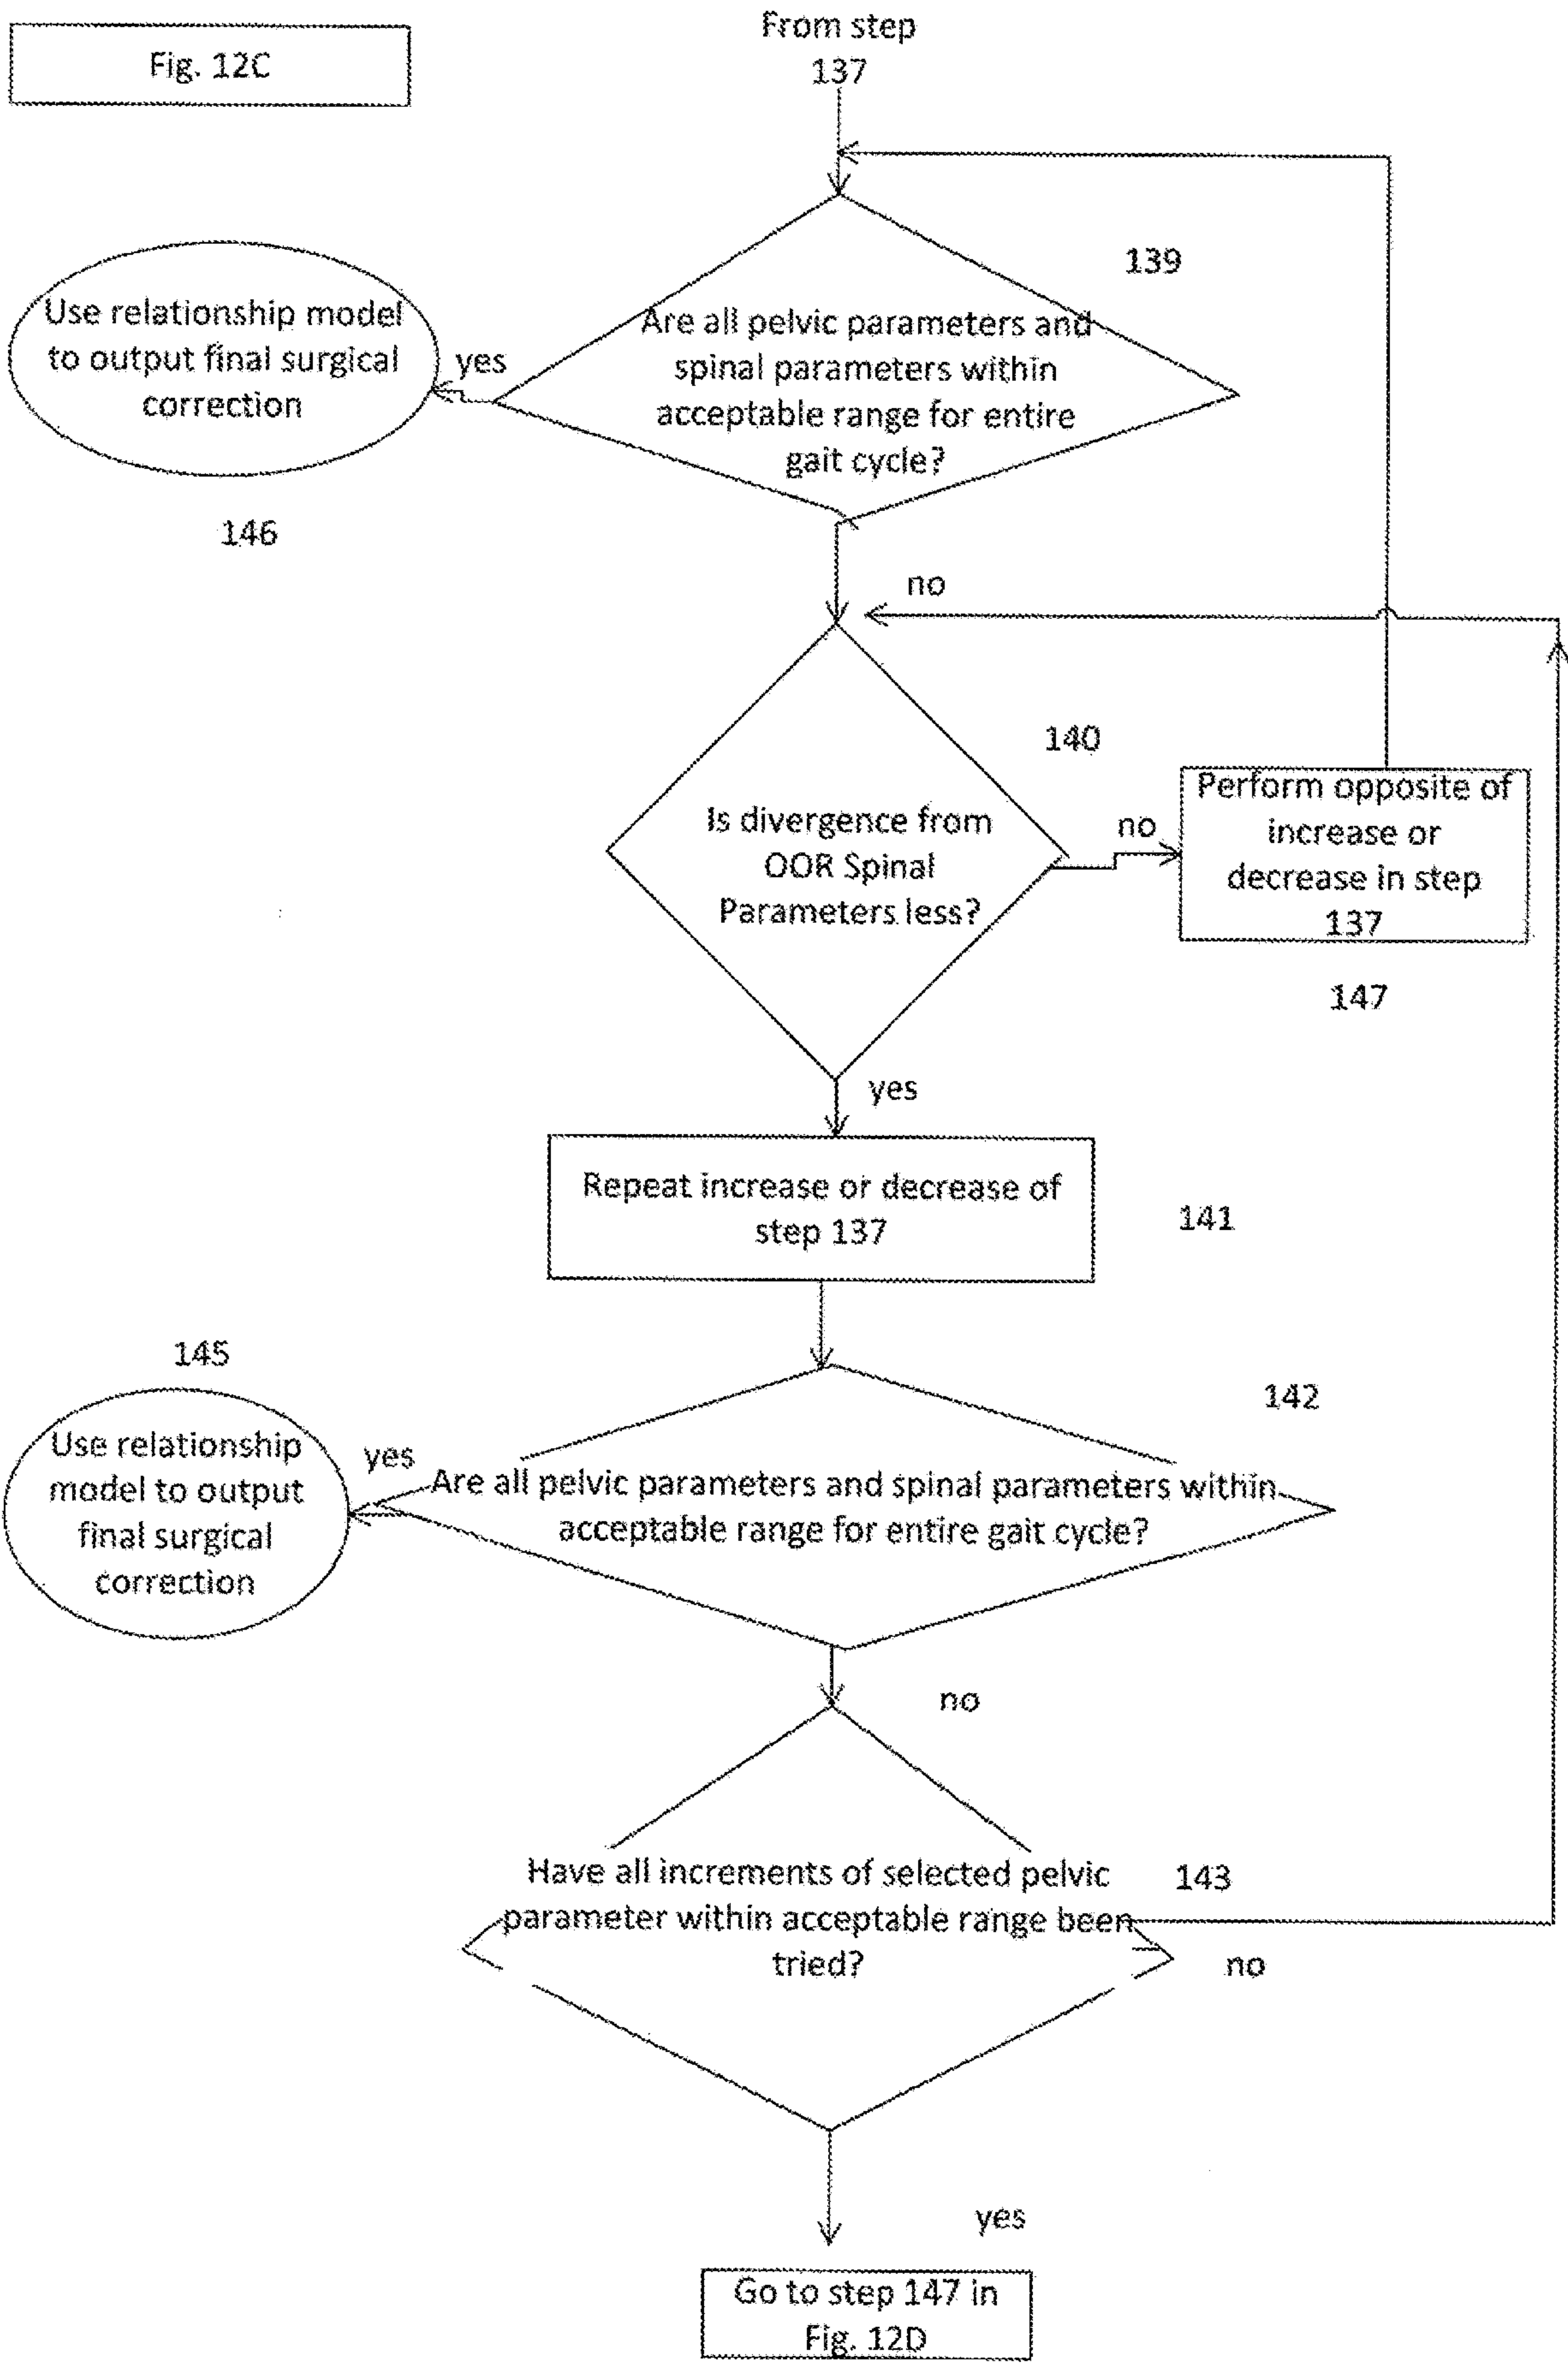 Fig. 12C
From step
137
139
Are all pelvic parameters and
spinal parameters within
acceptable range for entire
gait cycle?
yes
Use relationship model
to output final surgical
correction
146
no
140
Is divergence from
OOR Spinal
Parameters less?
no
Perform opposite of
increase or
decrease in step
137
147
yes
Repeat increase or decrease of
step 137
141
142
Are all pelvic parameters and spinal parameters within
acceptable range for entire gait cycle?
yes
145
Use relationship
model to output
final surgical
correction
no
143
Have all increments of selected pelvic
parameter within acceptable range been
tried?
no
yes
Go to step 147 in
Fig. 12D